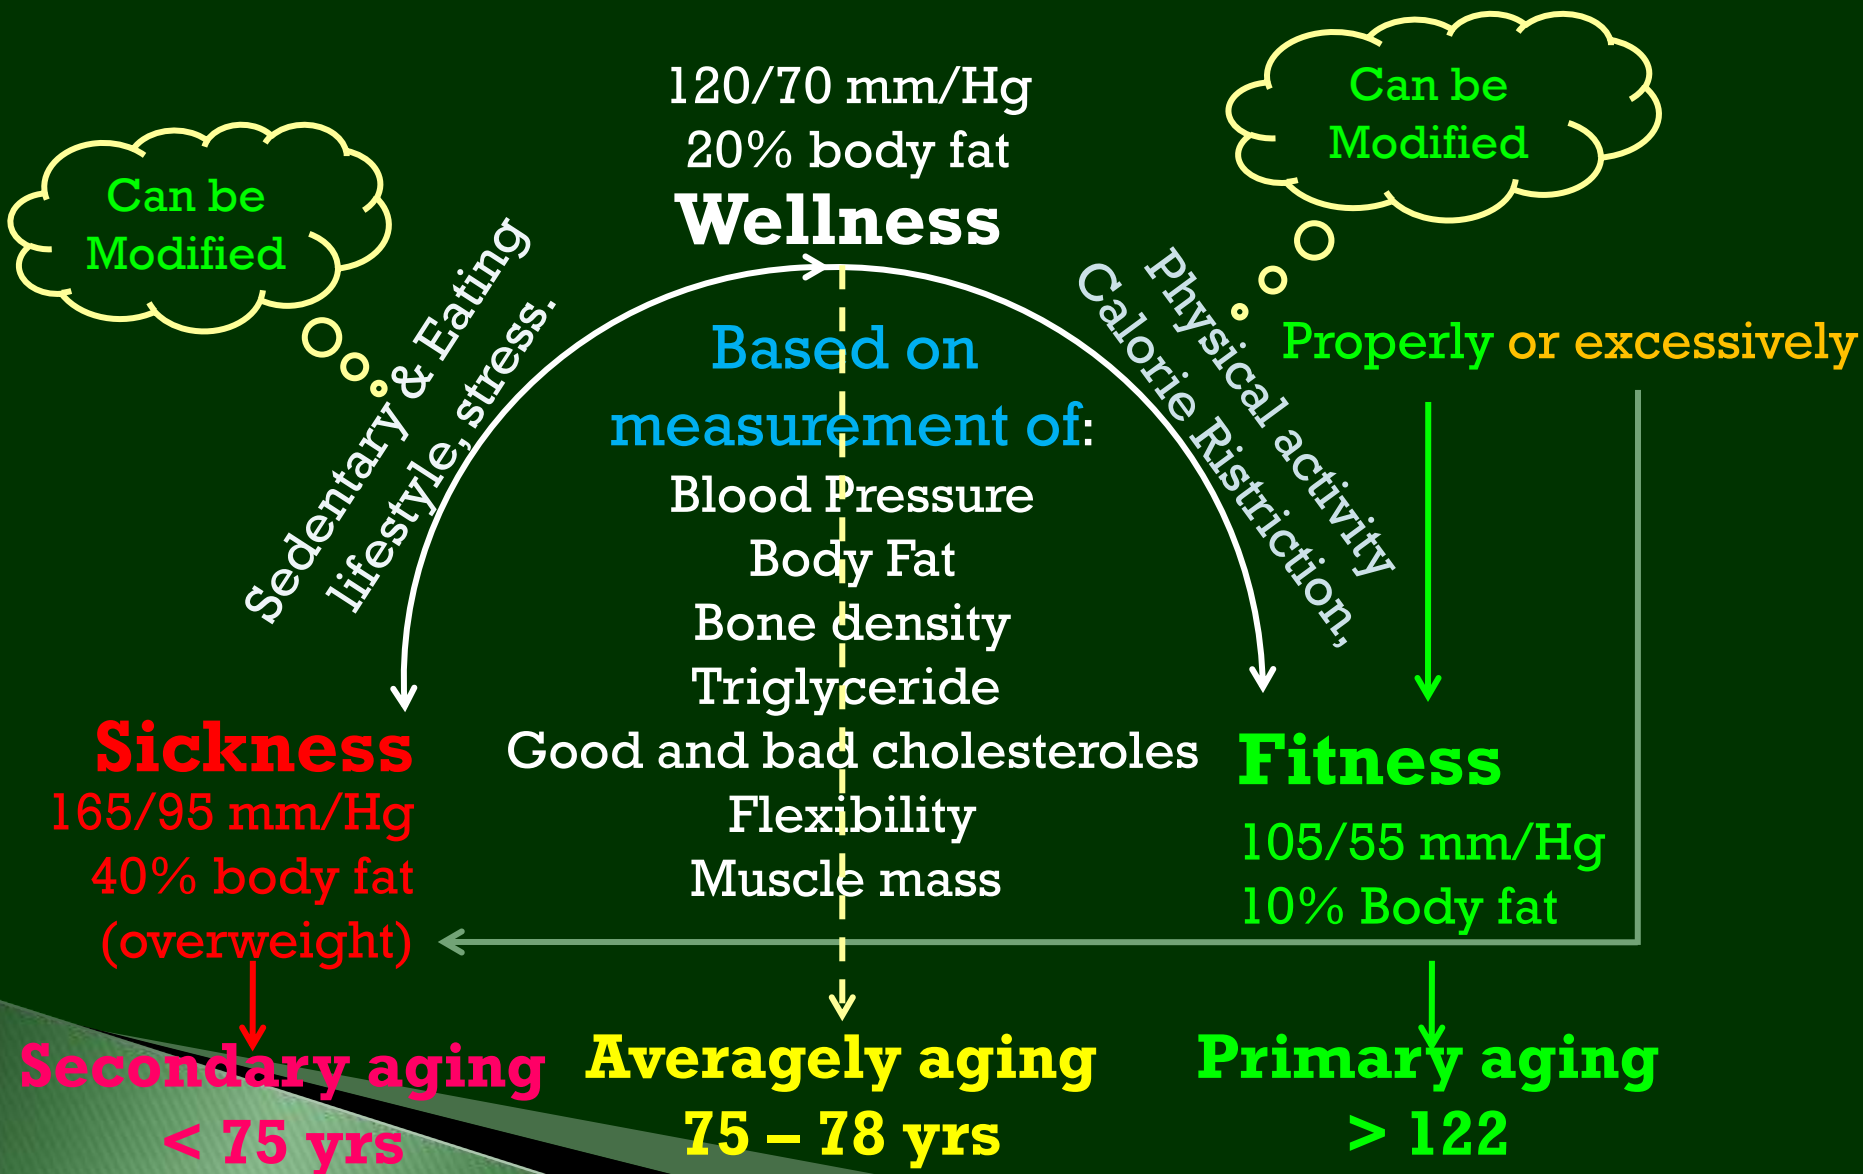 120/70 mm/Hg
20% body fat
Wellness
Can be
Modified
Can be
Modified
Sedentary & Eating
lifestyle, stress.
Physical activity
Calorie Ristriction,
Properly or excessively
Based on
measurement of:
Blood Pressure
Body Fat
Bone density
Triglyceride
Good and bad cholesteroles
Flexibility
Muscle mass
Sickness
165/95 mm/Hg
40% body fat
(overweight)
Fitness
105/55 mm/Hg
10% Body fat
Secondary aging
< 75 yrs
Averagely aging
75 – 78 yrs
Primary aging
> 122